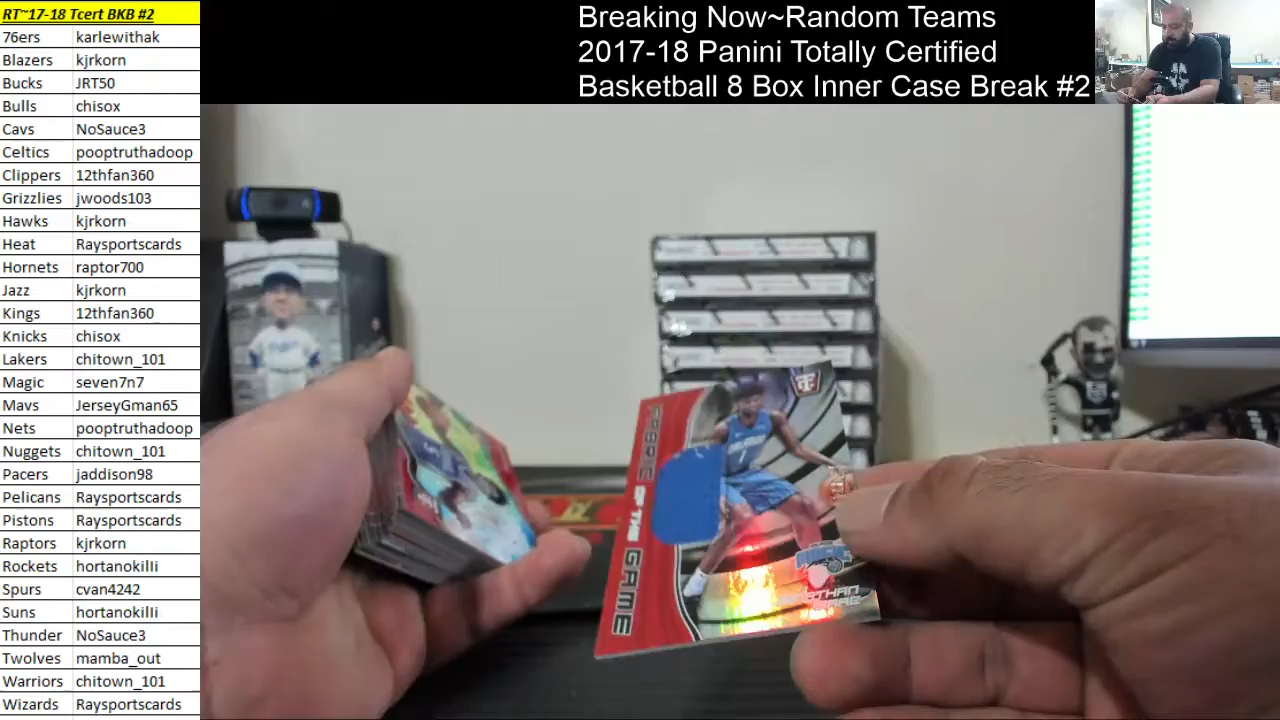 RT~17-18 Tcert BKB #2
76ers karlewithak
Blazers kjrkorn
Bucks JRT50
Bulls chisox
Cavs NoSauce3
Celtics pooptruthadoop
Clippers 12thfan360
Grizzlies jwoods103
Hawks kjrkorn
Heat Raysportscards
Hornets raptor700
Jazz kjrkorn
Kings 12thfan360
Knicks chisox
Lakers chitown_101
Magic seven7n7
Mavs JerseyGman65
Nets pooptruthadoop
Nuggets chitown_101
Pacers jaddison98
Pelicans Raysportscards
Pistons Raysportscards
Raptors kjrkorn
Rockets hortanokilli
Spurs cvan4242
Suns hortanokilli
Thunder NoSauce3
Twolves mamba_out
Warriors chitown_101
Wizards Raysportscards
Breaking Now~Random Teams
2017-18 Panini Totally Certified
Basketball 8 Box Inner Case Break #2
FABRIC OF THE GAME